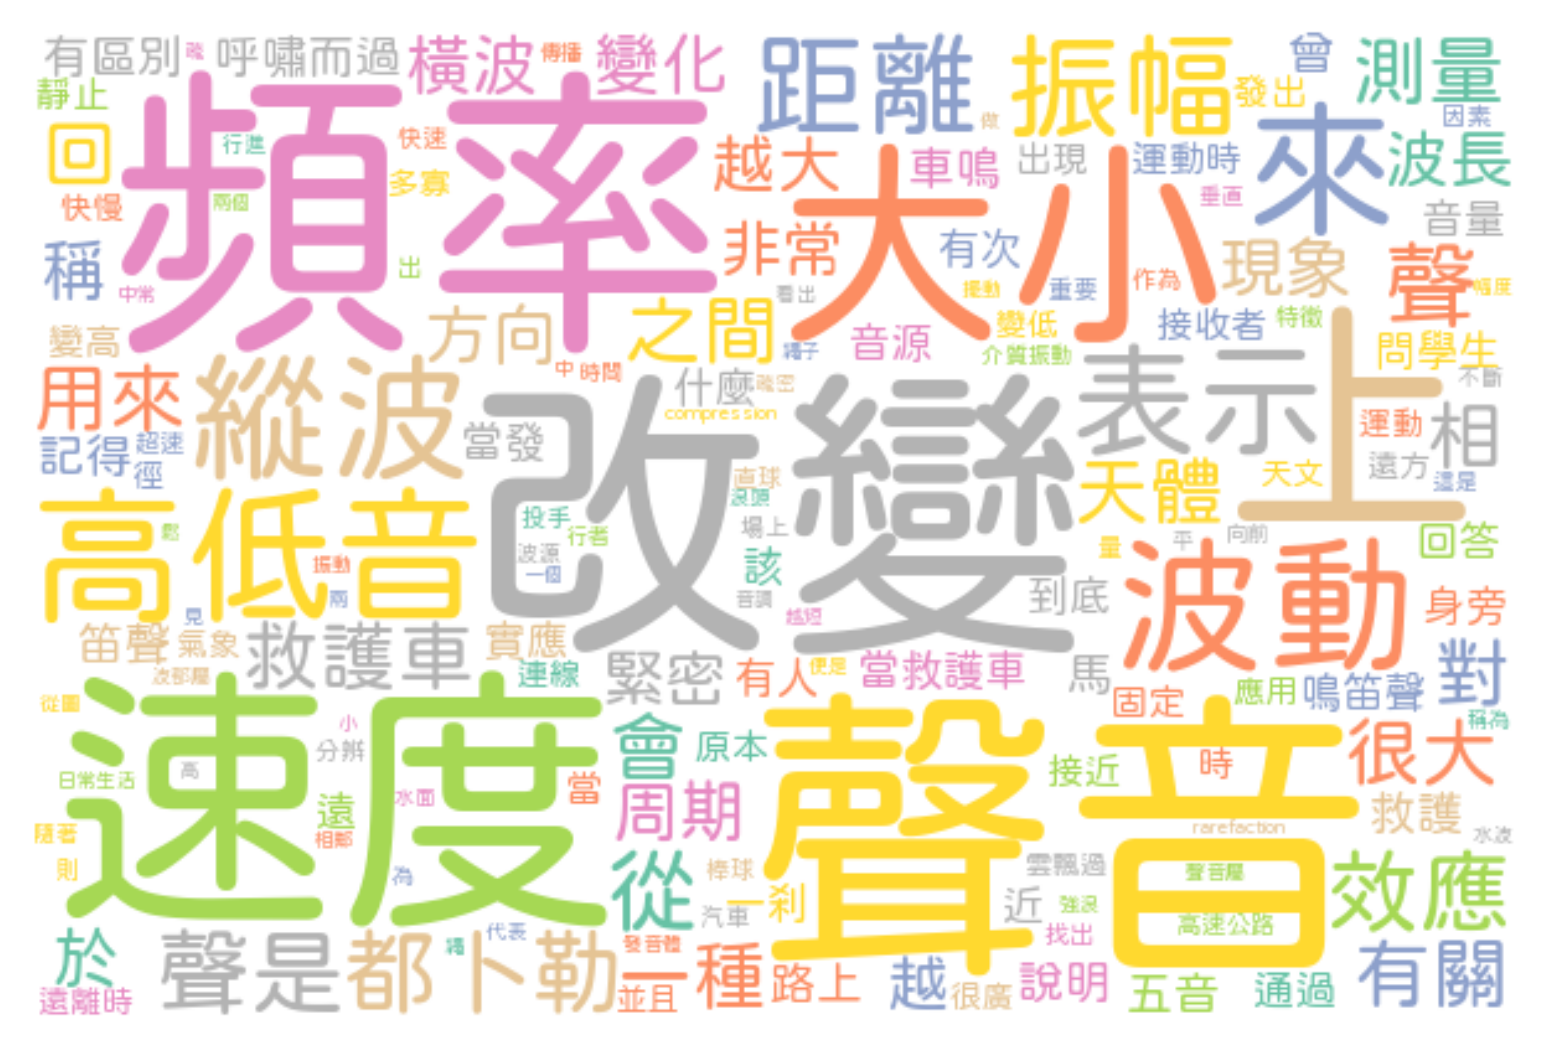 有區別
疏
呼嘯而過
橫波
傳播
變化
距離
振幅
曾
測量
靜止
發出
因素
回
行進
快速
頻率
做
越大
車鳴
出現
運動時
來
波長
多寡
快慢
兩個
垂直
音量
稱
出
中常
非常
大小
有次
現象
聲
重要
作為
看出
擺動
幅度
變高
方向
之間
音源
變低
接收者
特徵
問學生
介質振動
中
時間
用來
縱波
什麼
疏密
compression
表示
上
不斷
運動
相
記得
超速
徑
當發
改變
直球
浪頭
天體
天文
遠方
這是
高低音
鬆
投手
行者
場上
波源
一個
該
音調
量
平
向前
回答
波動
振動
兩
見
越短
到底
身旁
笛聲
氣象
救護車
實應
連線
緊密
有人
便是
當救護車
馬
固定
應用
鳴笛聲
對
稱為
從圖
速度
小
分辨
高
日常生活
會
原本
聲音
接近
時
很大
水面
當
周期
遠
相鄰
隨著
則
為
rarefaction
救護
水波
從
棒球
一剎
汽車
雲飄過
近
強浪
聲音屬
效應
高速公路
找出
於
聲是
都卜勒
代表
發音體
一種
路上
遠離時
並且
越
很廣
說明
五音
通過
有關